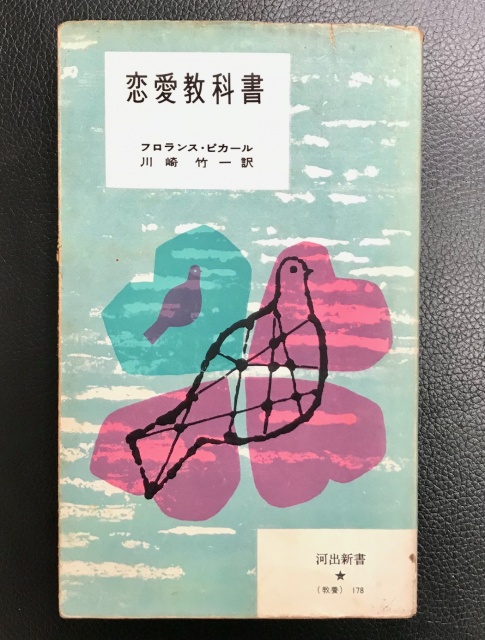 恋愛教科書
フロランス・ピカール
川崎竹一訳
河出新書
★
(教養) 178